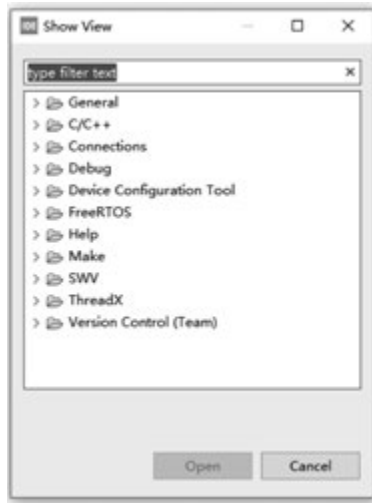 IDE Show View
type filter text
General
C/C++
Connections
Debug
Device Configuration Tool
FreeRTOS
Help
Make
SWV
ThreadX
Version Control (Team)
Open Cancel